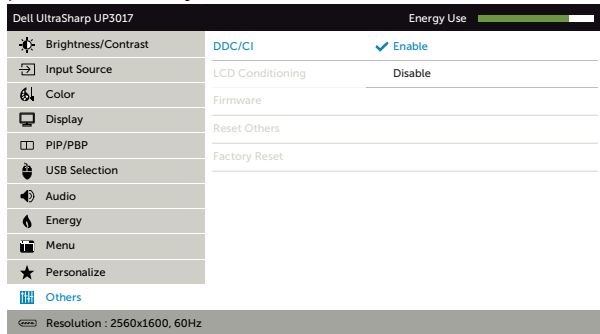 Dell UltraSharp UP3017 Energy Use
Brightness/Contrast DDC/CI Enable
Input Source LCD Conditioning Disable
Color Firmware
Display Reset Others
PIP/PBP Factory Reset
USB Selection
Audio
Energy
Menu
Personalize
Others
Resolution : 2560x1600, 60Hz